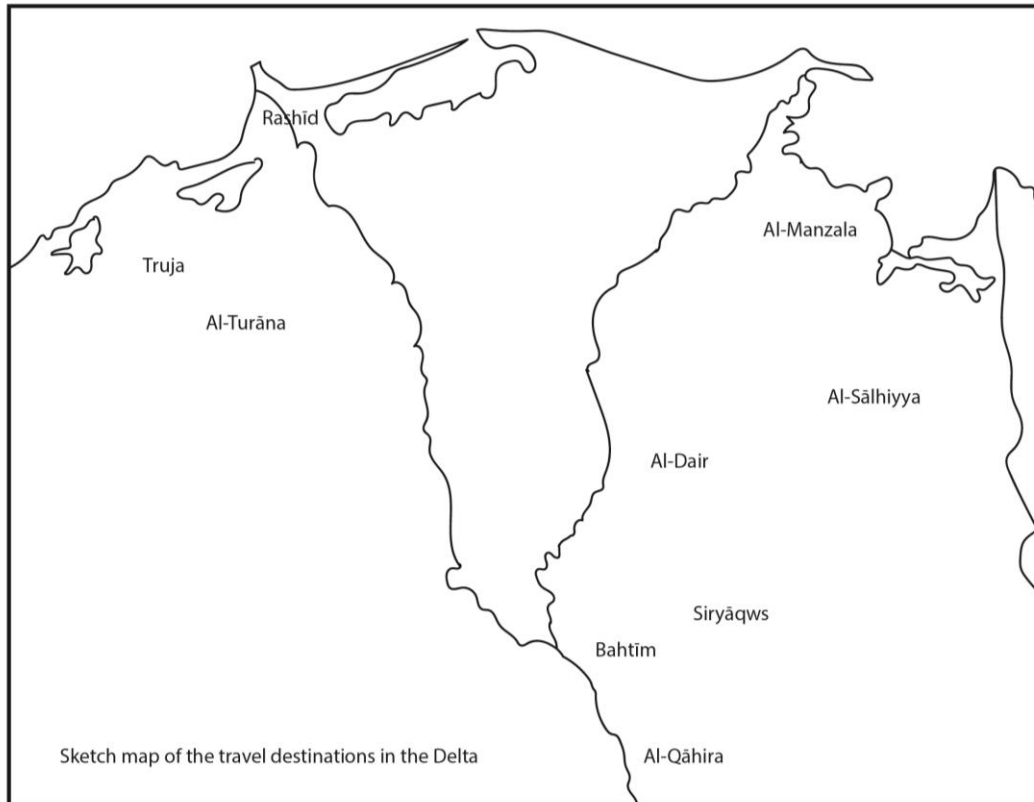 Rashīd
Al-Manzala
Truja
Al-Turāna
Al-Sālhiyya
Al-Dair
Siryāqws
Bahtīm
Sketch map of the travel destinations in the Delta
Al-Qāhira